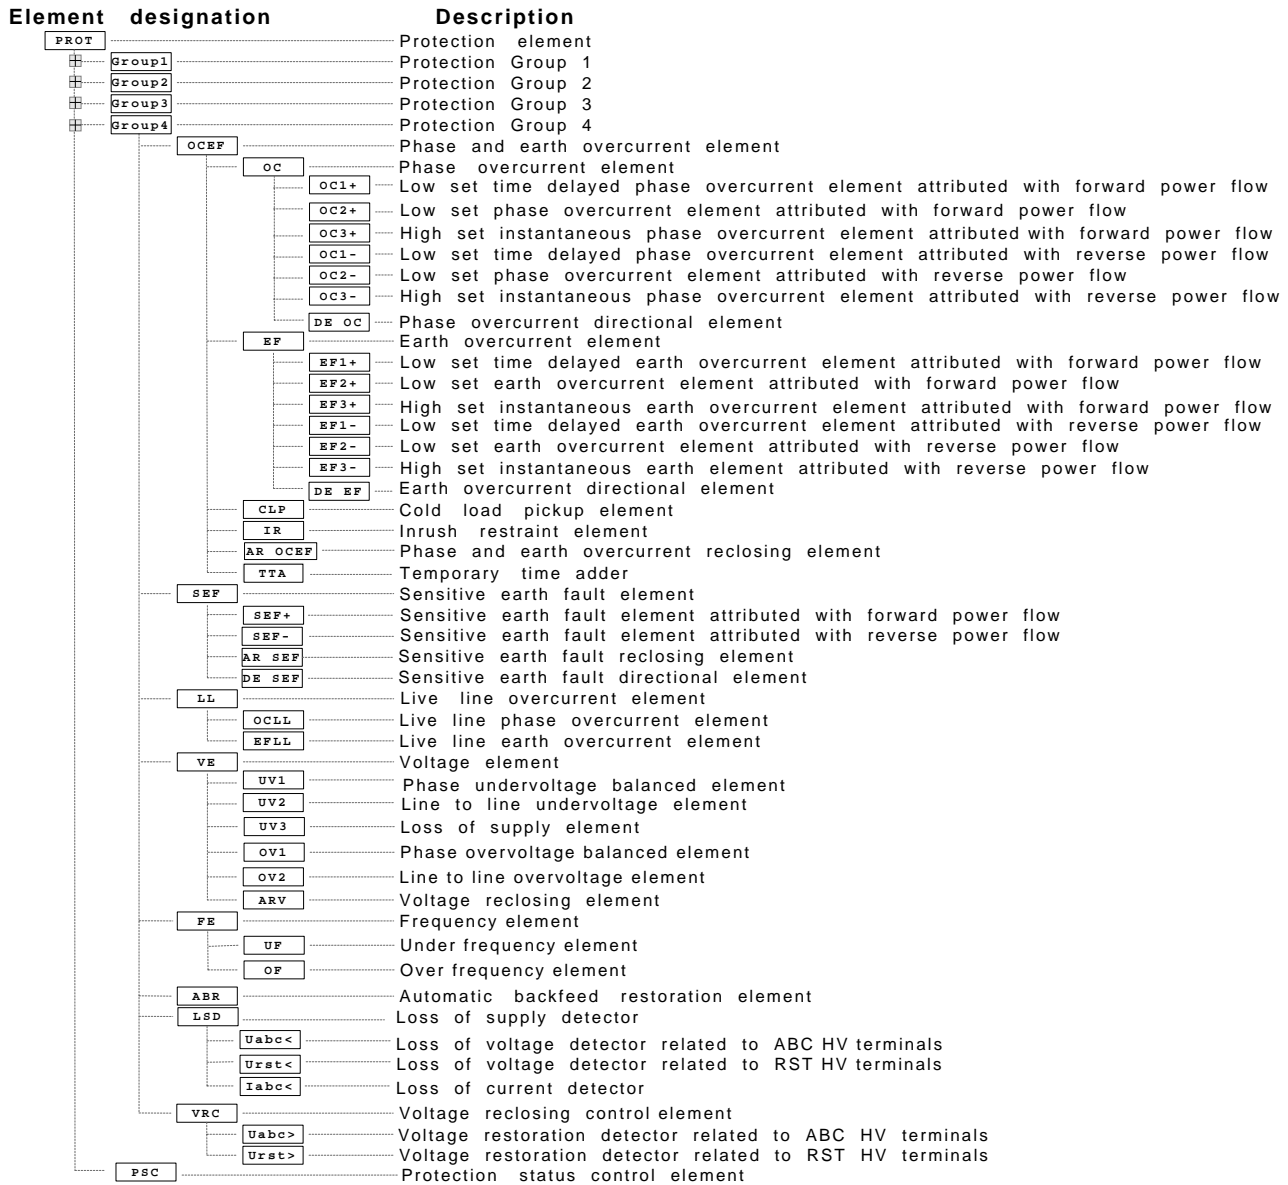 Element designation Description
PROT Protection element
Group1 Protection Group 1
Group2 Protection Group 2
Group3 Protection Group 3
Group4 Protection Group 4
OCEF Phase and earth overcurrent element
OC Phase overcurrent element
OC1+ Low set time delayed phase overcurrent element attributed with forward power flow
OC2+ Low set phase overcurrent element attributed with forward power flow
OC3+ High set instantaneous phase overcurrent element attributed with forward power flow
OC1- Low set time delayed phase overcurrent element attributed with reverse power flow
OC2- Low set phase overcurrent element attributed with reverse power flow
OC3- High set instantaneous phase overcurrent element attributed with reverse power flow
DE OC Phase overcurrent directional element
EF Earth overcurrent element
EF1+ Low set time delayed earth overcurrent element attributed with forward power flow
EF2+ Low set earth overcurrent element attributed with forward power flow
EF3+ High set instantaneous earth overcurrent element attributed with forward power flow
EF1- Low set time delayed earth overcurrent element attributed with reverse power flow
EF2- Low set earth overcurrent element attributed with reverse power flow
EF3- High set instantaneous earth element attributed with reverse power flow
DE EF Earth overcurrent directional element
CLP Cold load pickup element
IR Inrush restraint element
AR OCEF Phase and earth overcurrent reclosing element
TTA Temporary time adder
SEF Sensitive earth fault element
SEF+ Sensitive earth fault element attributed with forward power flow
SEF- Sensitive earth fault element attributed with reverse power flow
AR SEF Sensitive earth fault reclosing element
DE SEF Sensitive earth fault directional element
LL Live line overcurrent element
OCLL Live line phase overcurrent element
EFLL Live line earth overcurrent element
VE Voltage element
UV1 Phase undervoltage balanced element
UV2 Line to line undervoltage element
UV3 Loss of supply element
OV1 Phase overvoltage balanced element
OV2 Line to line overvoltage element
ARV Voltage reclosing element
FE Frequency element
UF Under frequency element
OF Over frequency element
ABR Automatic backfeed restoration element
LSD Loss of supply detector
Uabc< Loss of voltage detector related to ABC HV terminals
Urst< Loss of voltage detector related to RST HV terminals
Iabc< Loss of current detector
VRC Voltage reclosing control element
Uabc> Voltage restoration detector related to ABC HV terminals
Urst> Voltage restoration detector related to RST HV terminals
PSC Protection status control element